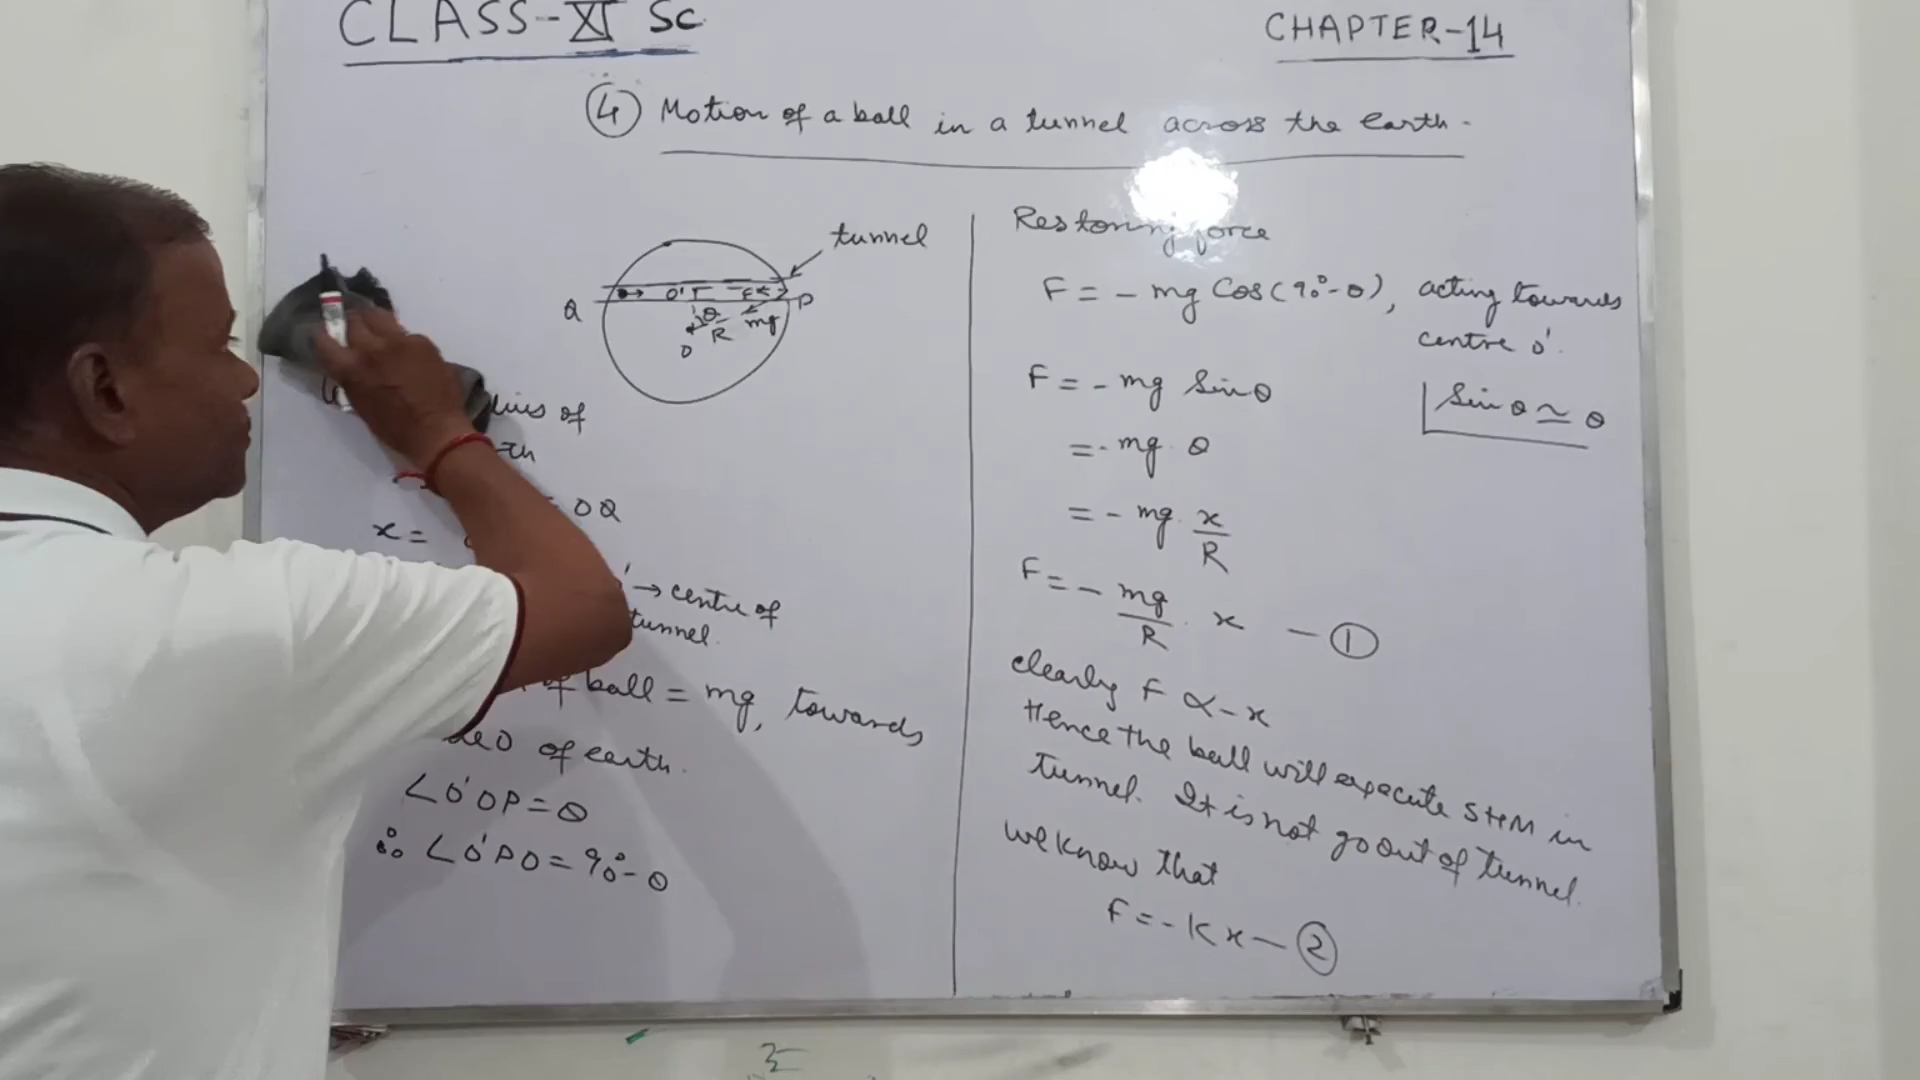 CLASS-XI Sc.
CHAPTER-14
④ Motion of a ball in a tunnel across the earth.
tunnel
Q O' F P
θ
R mg
O
of
= OQ
x =
→ centre of
tunnel.
of ball = mg, towards
O of earth.
∠O'OP = θ
∴ ∠O'PO = 90°- θ
Restoring force
F = - mg Cos(90°- θ), acting towards
centre O'.
F = - mg Sinθ
Sin θ ≃ θ
= - mg θ
= - mg. x/R
F = - mg/R . x — ①
clearly F ∝ - x
Hence the ball will execute SHM in
tunnel. It is not go out of tunnel.
We know that
F = - Kx — ②